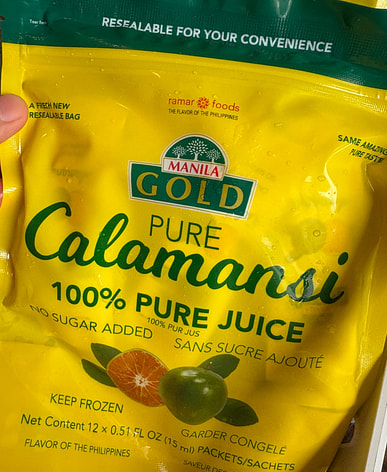 RESEALABLE FOR YOUR CONVENIENCE
A FRESH NEW
RESEALABLE BAG
ramar foods
THE FLAVOR OF THE PHILIPPINES
SAME AMAZING
PURE TASTE
MANILA
GOLD
PURE
Calamansi
100% PURE JUICE
100% PUR JUS
NO SUGAR ADDED
SANS SUCRE AJOUTÉ
KEEP FROZEN
GARDER CONGELÉ
Net Content 12 x 0.51 FL OZ (15 ml) PACKETS/SACHETS
FLAVOR OF THE PHILIPPINES
SAVEUR DES